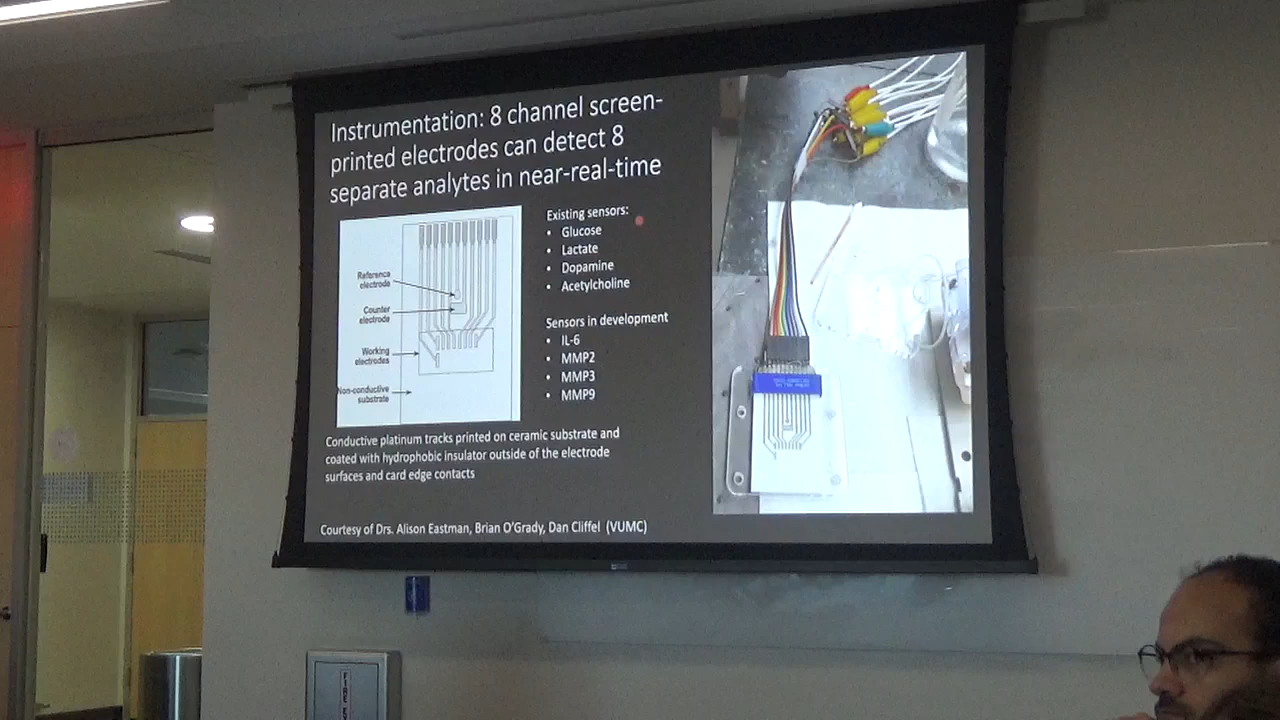 Instrumentation: 8 channel screen-
printed electrodes can detect 8
separate analytes in near-real-time
Reference
electrode
Counter
electrode
Working
electrodes
Non-conductive
substrate
Existing sensors:
• Glucose
• Lactate
• Dopamine
• Acetylcholine
Sensors in development
• IL-6
• MMP2
• MMP3
• MMP9
Conductive platinum tracks printed on ceramic substrate and
coated with hydrophobic insulator outside of the electrode
surfaces and card edge contacts
Courtesy of Drs. Alison Eastman, Brian O'Grady, Dan Cliffel (VUMC)
FIRE